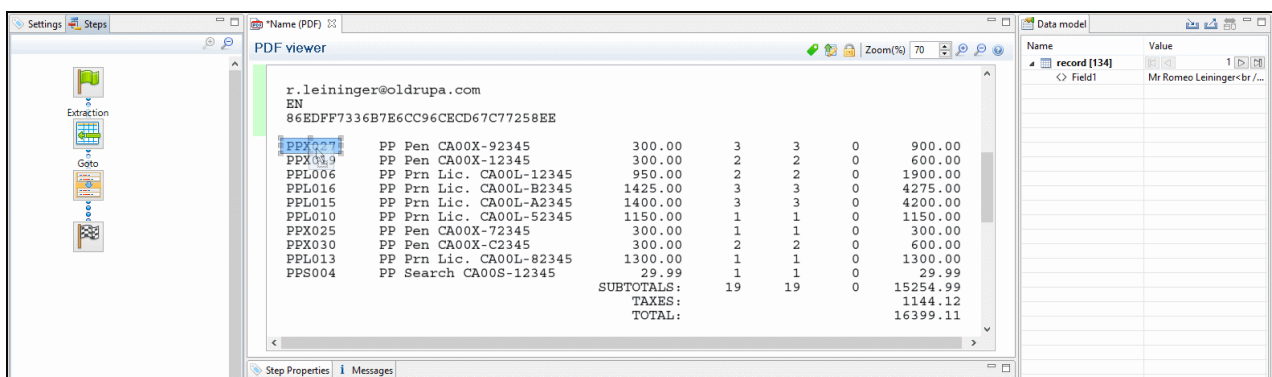 Settings Steps
Extraction
Goto
*Name (PDF)
PDF viewer
Zoom(%) 70
r.leininger@oldrupa.com
EN
86EDFF7336B7E6CC96CECD67C77258EE
PPX027 PP Pen CA00X-92345 300.00 3 3 0 900.00
PPX019 PP Pen CA00X-12345 300.00 2 2 0 600.00
PPL006 PP Prn Lic. CA00L-12345 950.00 2 2 0 1900.00
PPL016 PP Prn Lic. CA00L-B2345 1425.00 3 3 0 4275.00
PPL015 PP Prn Lic. CA00L-A2345 1400.00 3 3 0 4200.00
PPL010 PP Prn Lic. CA00L-52345 1150.00 1 1 0 1150.00
PPX025 PP Pen CA00X-72345 300.00 1 1 0 300.00
PPX030 PP Pen CA00X-C2345 300.00 2 2 0 600.00
PPL013 PP Prn Lic. CA00L-82345 1300.00 1 1 0 1300.00
PPS004 PP Search CA00S-12345 29.99 1 1 0 29.99
SUBTOTALS: 19 19 0 15254.99
TAXES: 1144.12
TOTAL: 16399.11
Step Properties Messages
Data model
Name Value
record [134] 1
Field1 Mr Romeo Leininger<br /...